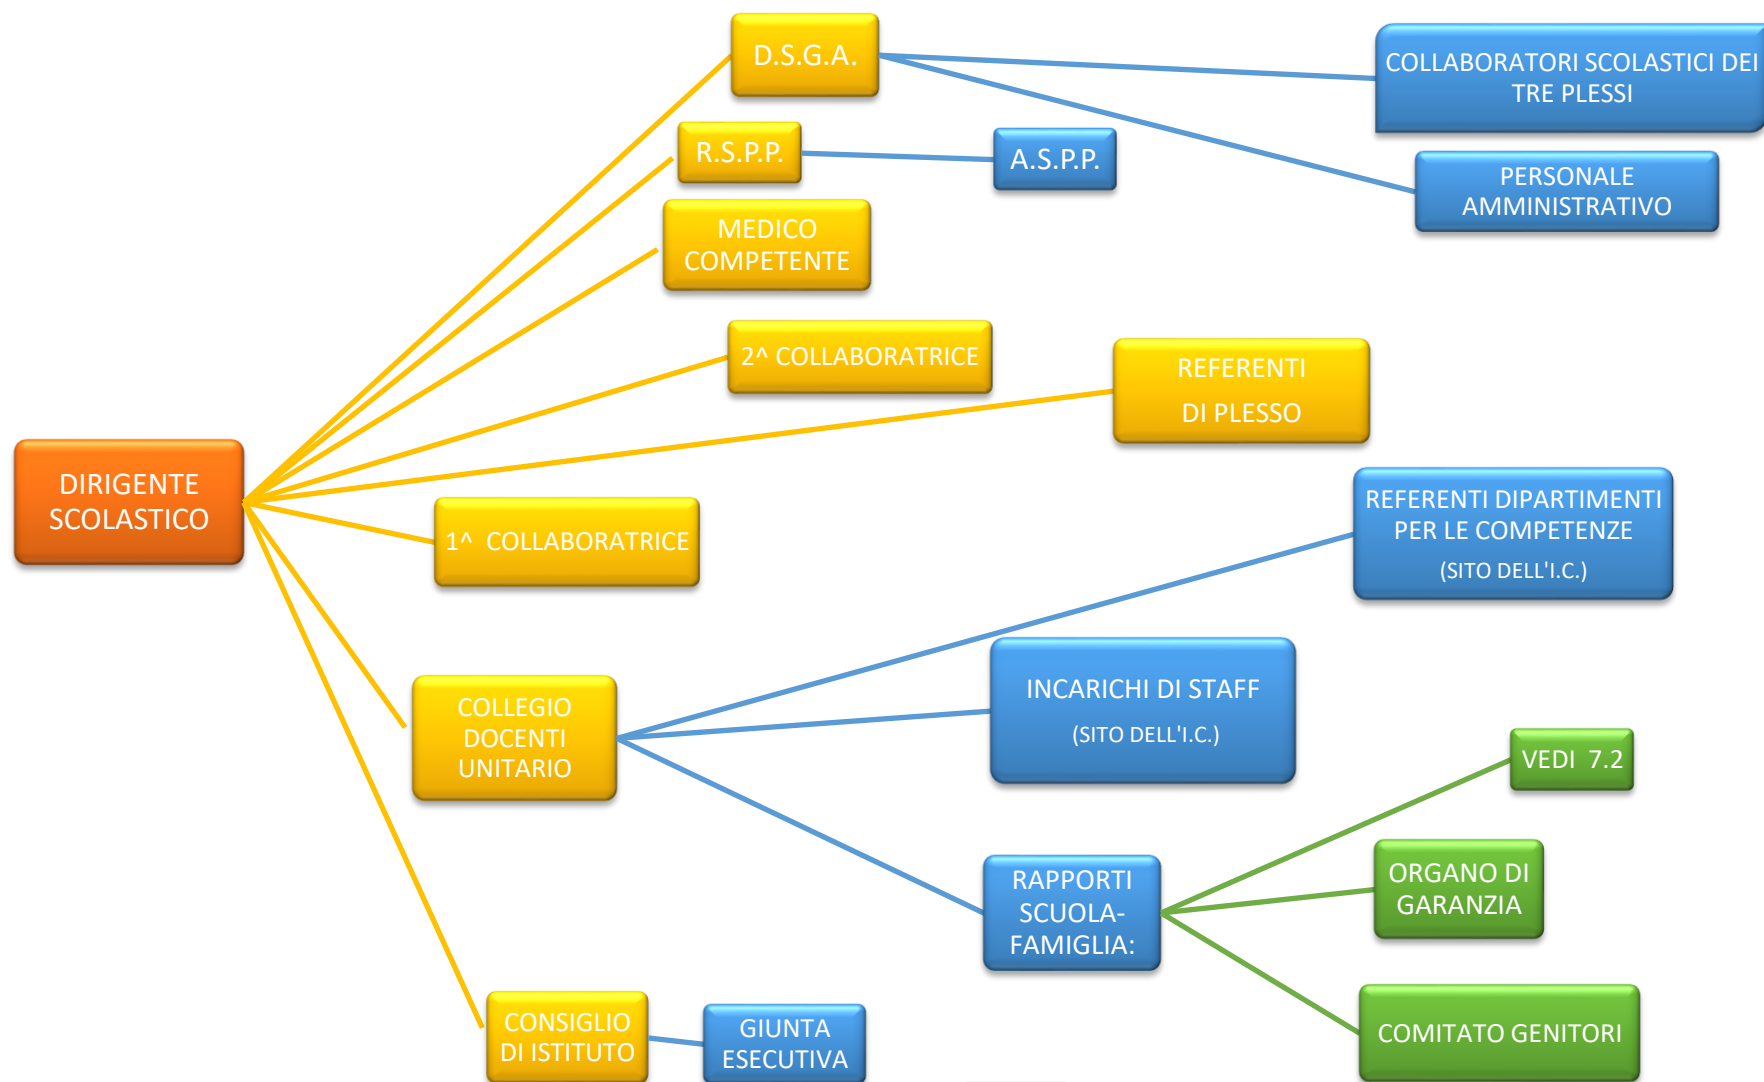 D.S.G.A.
COLLABORATORI SCOLASTICI DEI
TRE PLESSI
R.S.P.P.
A.S.P.P.
PERSONALE
AMMINISTRATIVO
MEDICO
COMPETENTE
2^ COLLABORATRICE
REFERENTI
DI PLESSO
DIRIGENTE
SCOLASTICO
1^ COLLABORATRICE
REFERENTI DIPARTIMENTI
PER LE COMPETENZE
(SITO DELL'I.C.)
COLLEGIO
DOCENTI
UNITARIO
INCARICHI DI STAFF
(SITO DELL'I.C.)
VEDI 7.2
RAPPORTI
SCUOLA-
FAMIGLIA:
ORGANO DI
GARANZIA
CONSIGLIO
DI ISTITUTO
GIUNTA
ESECUTIVA
COMITATO GENITORI